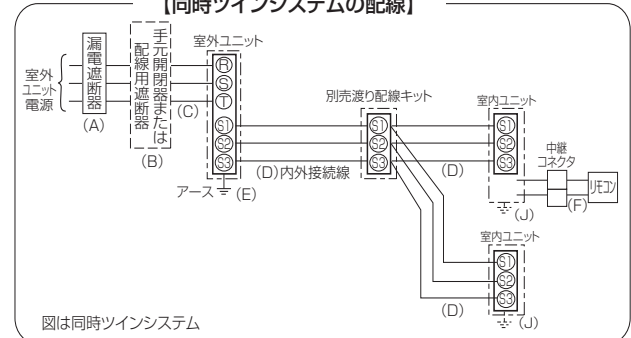 【同時ツインシステムの配線】
室外
ユニット
電源
漏電遮断器
(A)
手元開閉器または
配線用遮断器
(B)
(C)
室外ユニット
R
S
T
S1
S2
S3
アース
(E)
(D)内外接続線
別売渡り配線キット
S1
S2
S3
(D)
室内ユニット
S1
S2
S3
(J)
中継
コネクタ
(F)
リモコン
室内ユニット
S1
S2
S3
(D)
(J)
図は同時ツインシステム